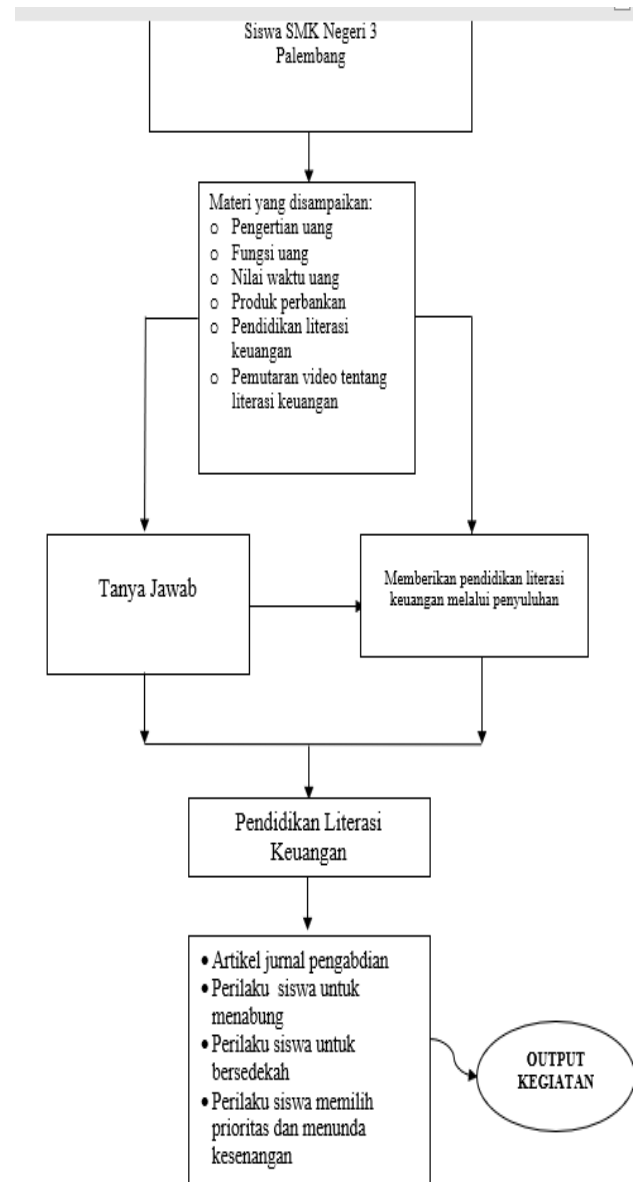 Siswa SMK Negeri 3
Palembang
Materi yang disampaikan:
o Pengertian uang
o Fungsi uang
o Nilai waktu uang
o Produk perbankan
o Pendidikan literasi
keuangan
o Pemutaran video tentang
literasi keuangan
Tanya Jawab
Memberikan pendidikan literasi
keuangan melalui penyuluhan
Pendidikan Literasi
Keuangan
• Artikel jurnal pengabdian
• Perilaku siswa untuk
menabung
• Perilaku siswa untuk
bersedekah
• Perilaku siswa memilih
prioritas dan menunda
kesenangan
OUTPUT
KEGIATAN